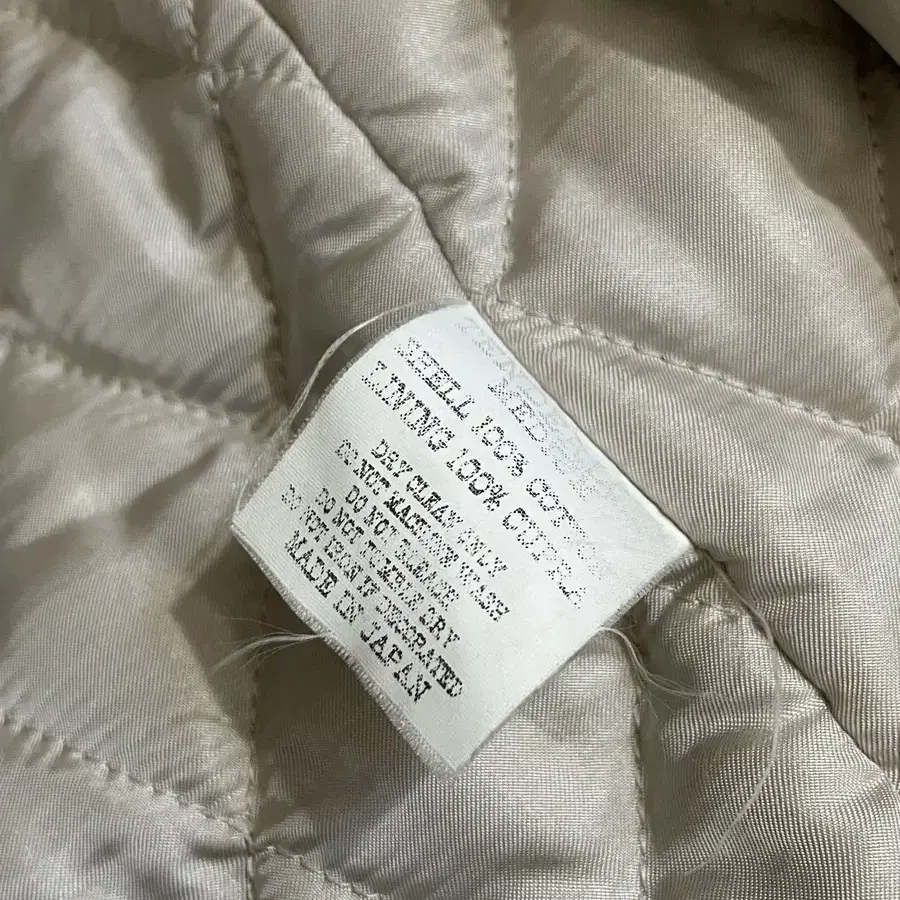 SHELL 100% COTTON
LINING 100% CUPRA
DRY CLEAN ONLY
DO NOT MACHINE WASH
DO NOT BLEACH
DO NOT TUMBLE DRY
DO NOT IRON IF DECORATED
MADE IN JAPAN